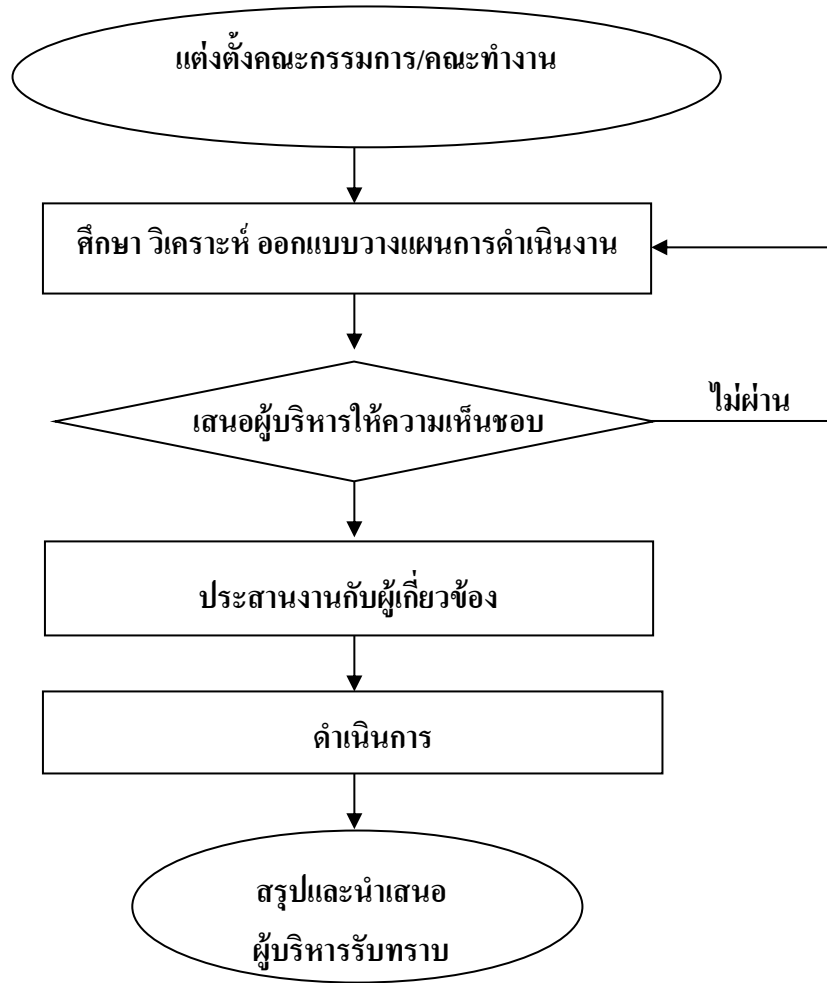 แต่งตั้งคณะกรรมการ/คณะทำงาน
ศึกษา วิเคราะห์ ออกแบบวางแผนการดำเนินงาน
ไม่ผ่าน
เสนอผู้บริหารให้ความเห็นชอบ
ประสานงานกับผู้เกี่ยวข้อง
ดำเนินการ
สรุปและนำเสนอ
ผู้บริหารรับทราบ